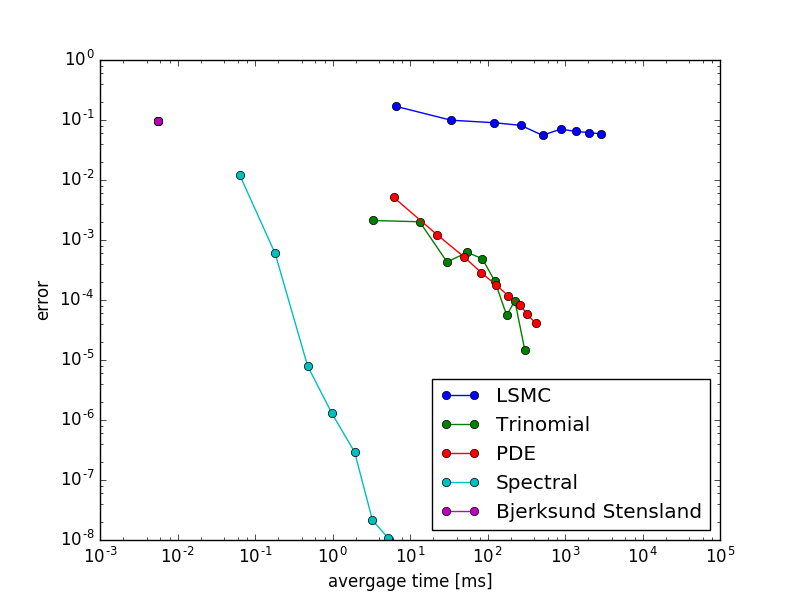 10^0
10^-1
10^-2
10^-3
10^-4
10^-5
10^-6
10^-7
10^-8
error
LSMC
Trinomial
PDE
Spectral
Bjerksund Stensland
10^-3 10^-2 10^-1 10^0 10^1 10^2 10^3 10^4 10^5
avergage time [ms]